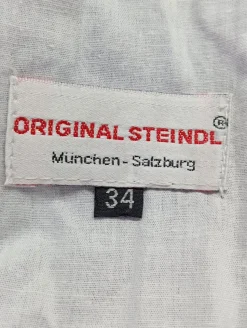 ORIGINAL STEINDL®
München - Salzburg
34